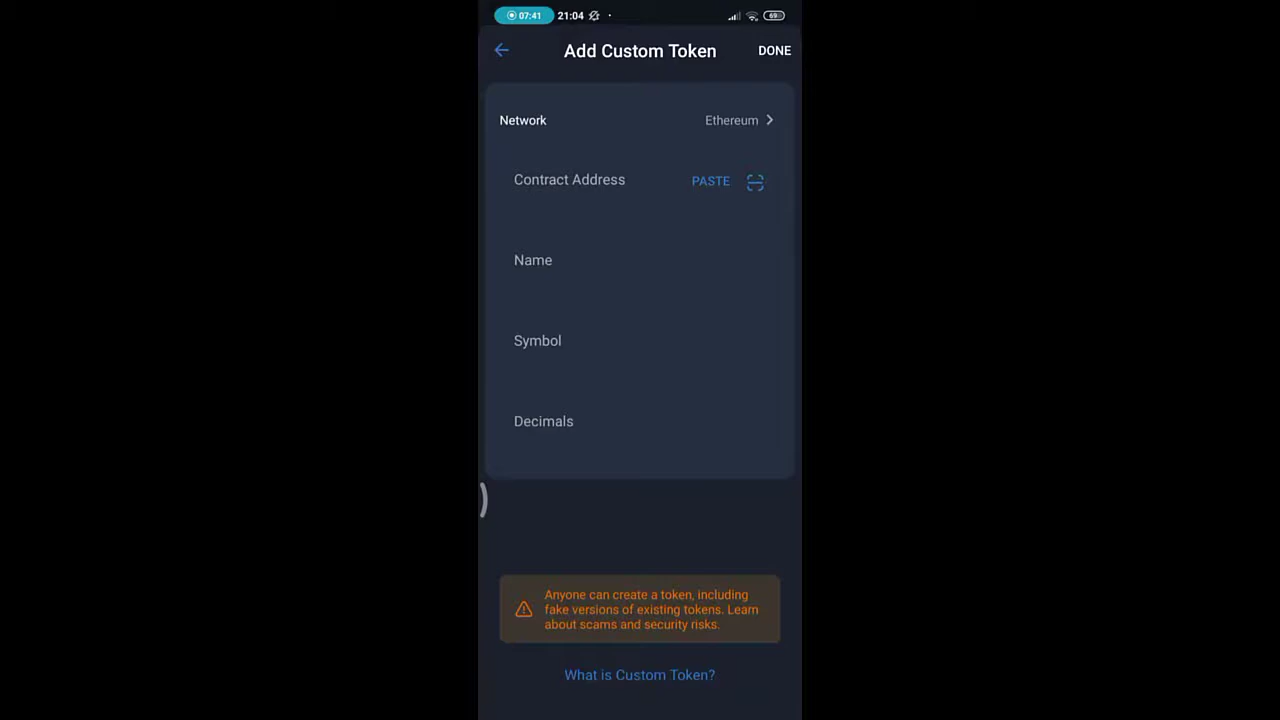 07:41 21:04 69
Add Custom Token DONE
Network Ethereum
Contract Address PASTE
Name
Symbol
Decimals
Anyone can create a token, including
fake versions of existing tokens. Learn
about scams and security risks.
What is Custom Token?